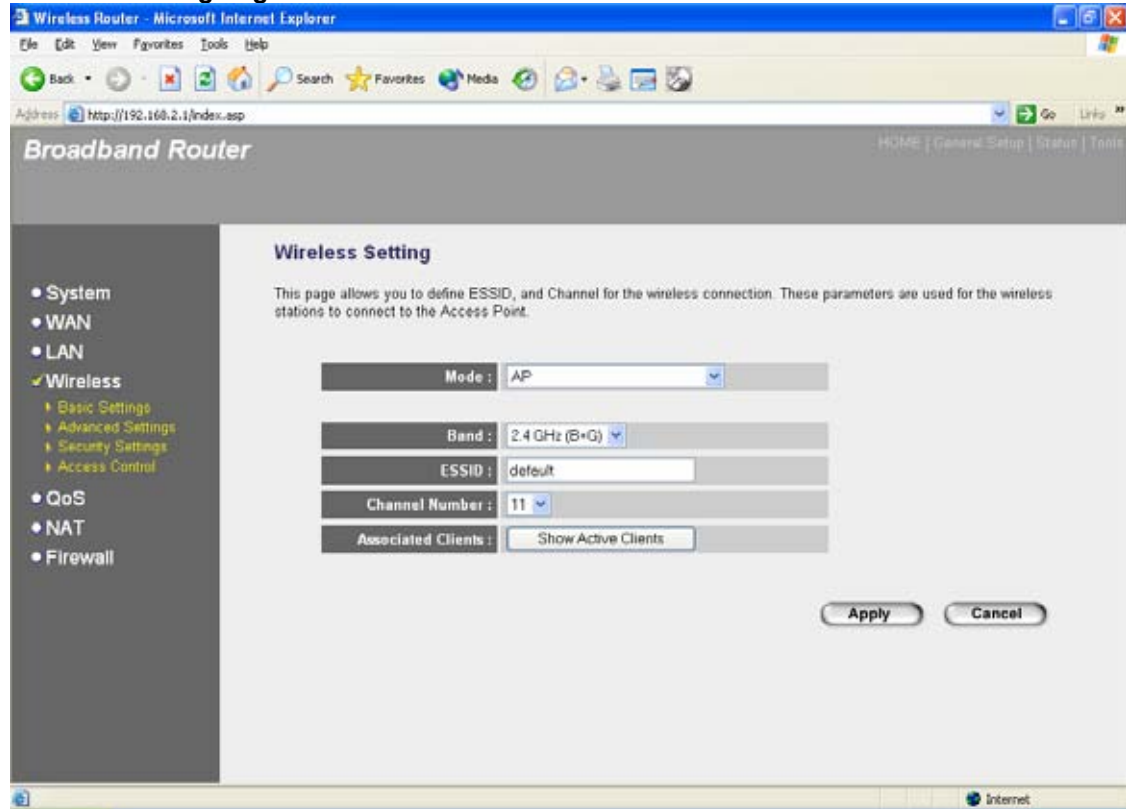 Wireless Router - Microsoft Internet Explorer
File Edit View Favorites Tools Help
Back Search Favorites Media
Address http://192.168.2.1/index.asp Go Links »
Broadband Router
HOME | General Setup | Status | Tools
Wireless Setting
This page allows you to define ESSID, and Channel for the wireless connection. These parameters are used for the wireless
stations to connect to the Access Point.
System
WAN
LAN
Wireless
Basic Settings
Advanced Settings
Security Settings
Access Control
QoS
NAT
Firewall
Mode : AP
Band : 2.4 GHz (B+G)
ESSID : default
Channel Number : 11
Associated Clients : Show Active Clients
Apply Cancel
Internet